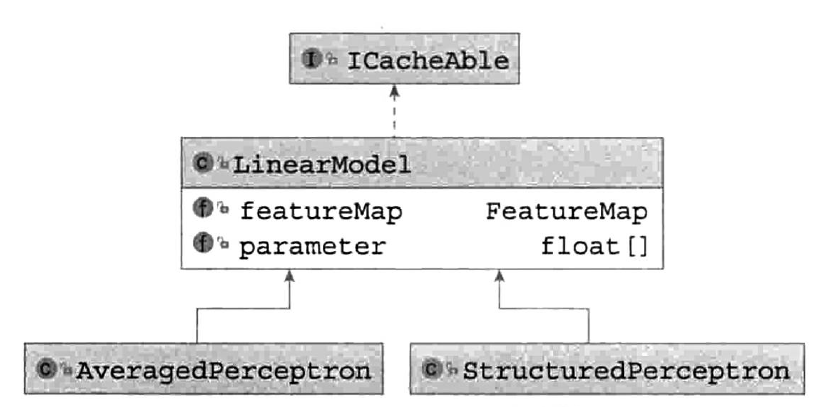 ICacheAble
LinearModel
featureMap FeatureMap
parameter float[]
AveragedPerceptron StructuredPerceptron